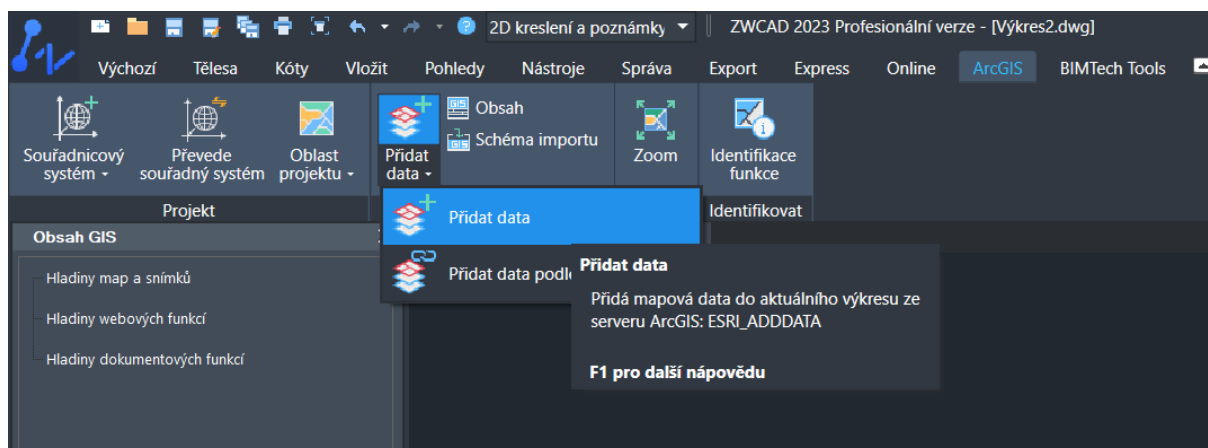 2D kreslení a poznámky
ZWCAD 2023 Profesionální verze - [Výkres2.dwg]
Výchozí Tělesa Kóty Vložit Pohledy Nástroje Správa Export Express Online ArcGIS BIMTech Tools
Souřadnicový
systém
Převede
souřadný systém
Oblast
projektu
Přidat
data
Obsah
Schéma importu
Zoom
Identifikace
funkce
Projekt
Identifikovat
Obsah GIS
Hladiny map a snímků
Hladiny webových funkcí
Hladiny dokumentových funkcí
Přidat data
Přidat data podle
Přidat data
Přidá mapová data do aktuálního výkresu ze
serveru ArcGIS: ESRI_ADDDATA
F1 pro další nápovědu